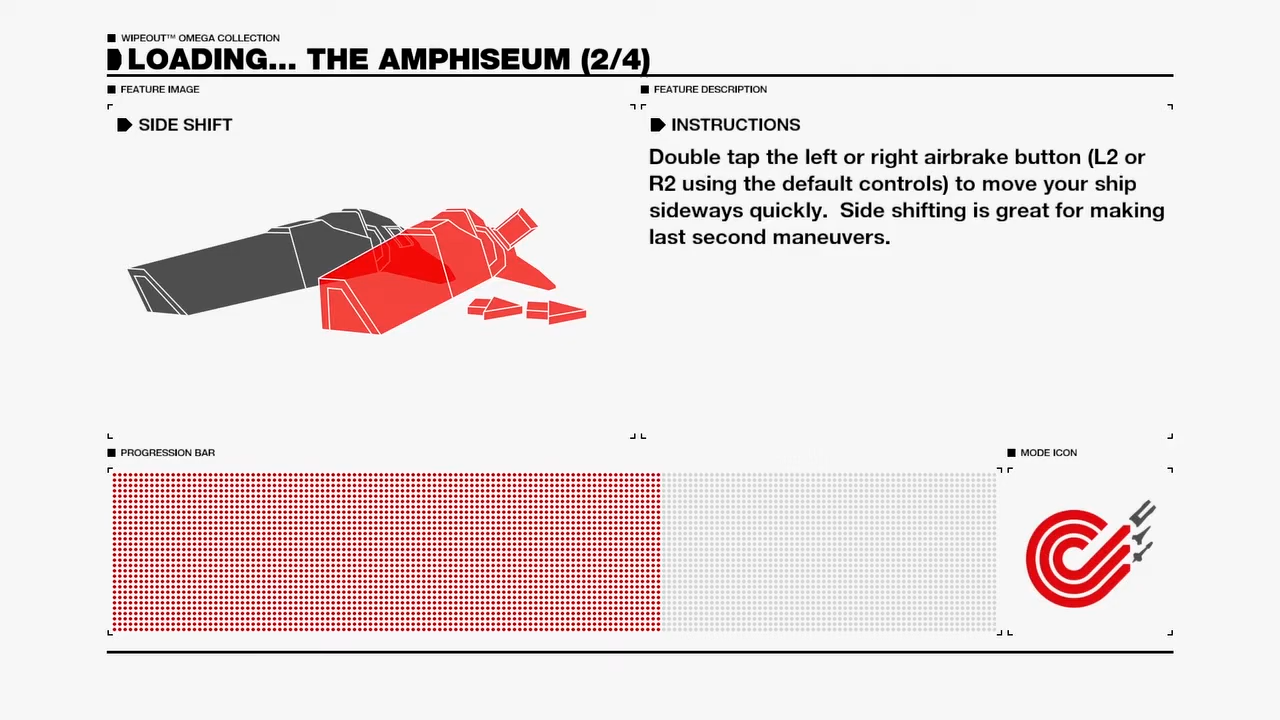 WIPEOUT™ OMEGA COLLECTION
LOADING... THE AMPHISEUM (2/4)
FEATURE IMAGE
SIDE SHIFT
FEATURE DESCRIPTION
INSTRUCTIONS
Double tap the left or right airbrake button (L2 or
R2 using the default controls) to move your ship
sideways quickly.  Side shifting is great for making
last second maneuvers.
PROGRESSION BAR
MODE ICON